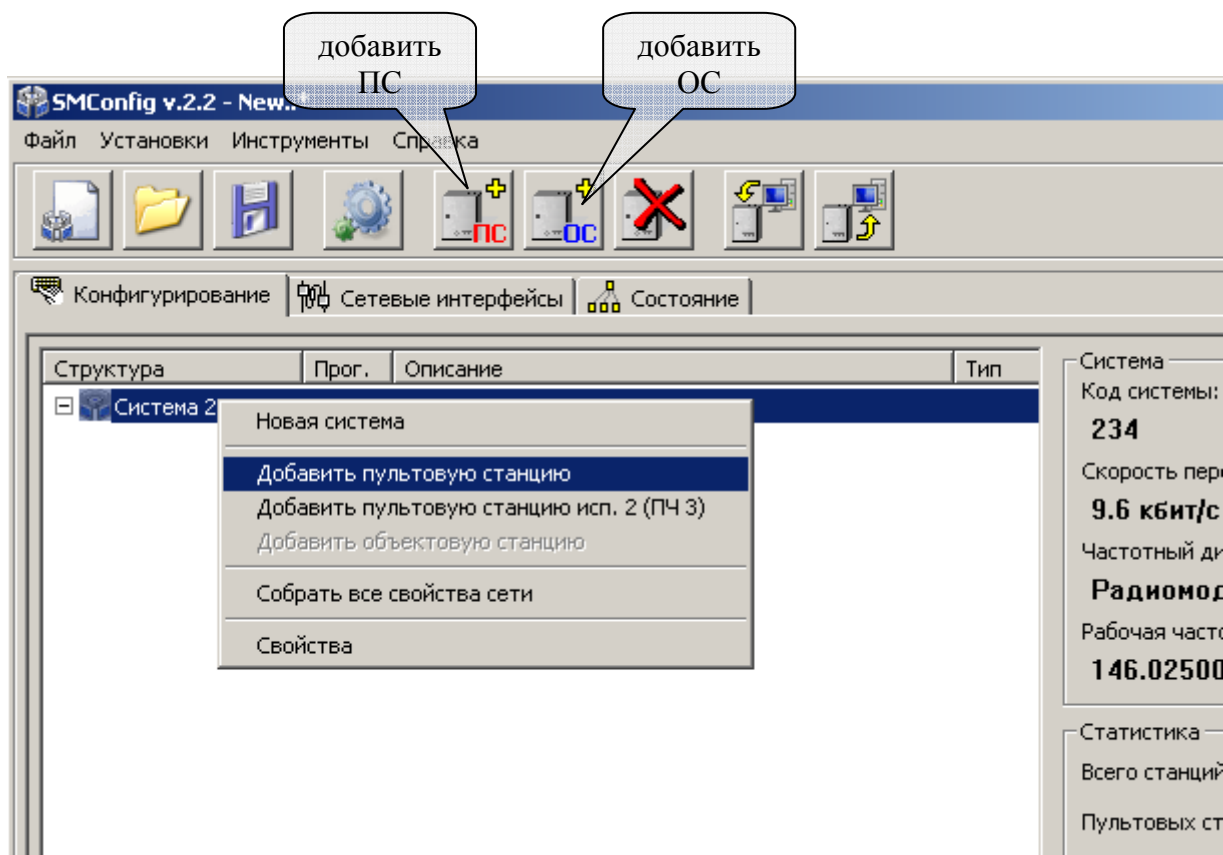 добавить
ПС
добавить
ОС
SMConfig v.2.2 - New..
Файл Установки Инструменты Справка
ПС ОС
Конфигурирование Сетевые интерфейсы Состояние
Структура Прог. Описание Тип
Система 2
Новая система
Добавить пультовую станцию
Добавить пультовую станцию исп. 2 (ПЧ 3)
Добавить объектовую станцию
Собрать все свойства сети
Свойства
Система
Код системы:
234
Скорость пер
9.6 кбит/с
Частотный ди
Радиомод
Рабочая часто
146.02500
Статистика
Всего станций
Пультовых ст